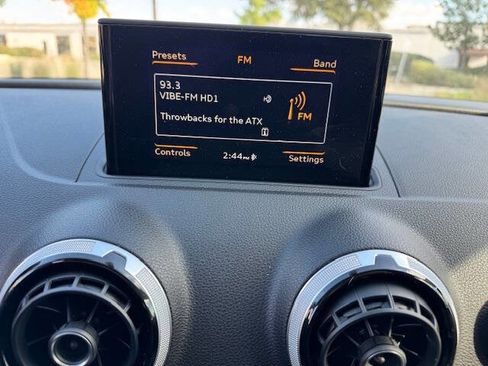 Presets FM Band
93.3
VIBE-FM HD1
FM
Throwbacks for the ATX
Controls 2:44PM Settings